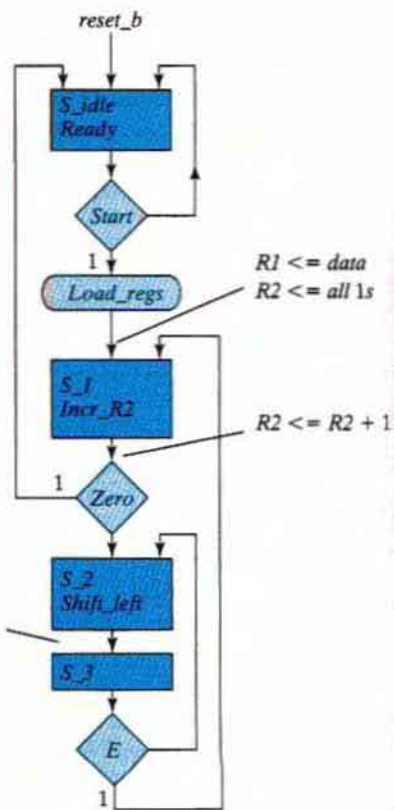 reset_b
S_idle
Ready
Start
1
Load_regs
R1 <= data
R2 <= all 1s
S_1
Incr_R2
R2 <= R2 + 1
1
Zero
S_2
Shift_left
S_3
E
1